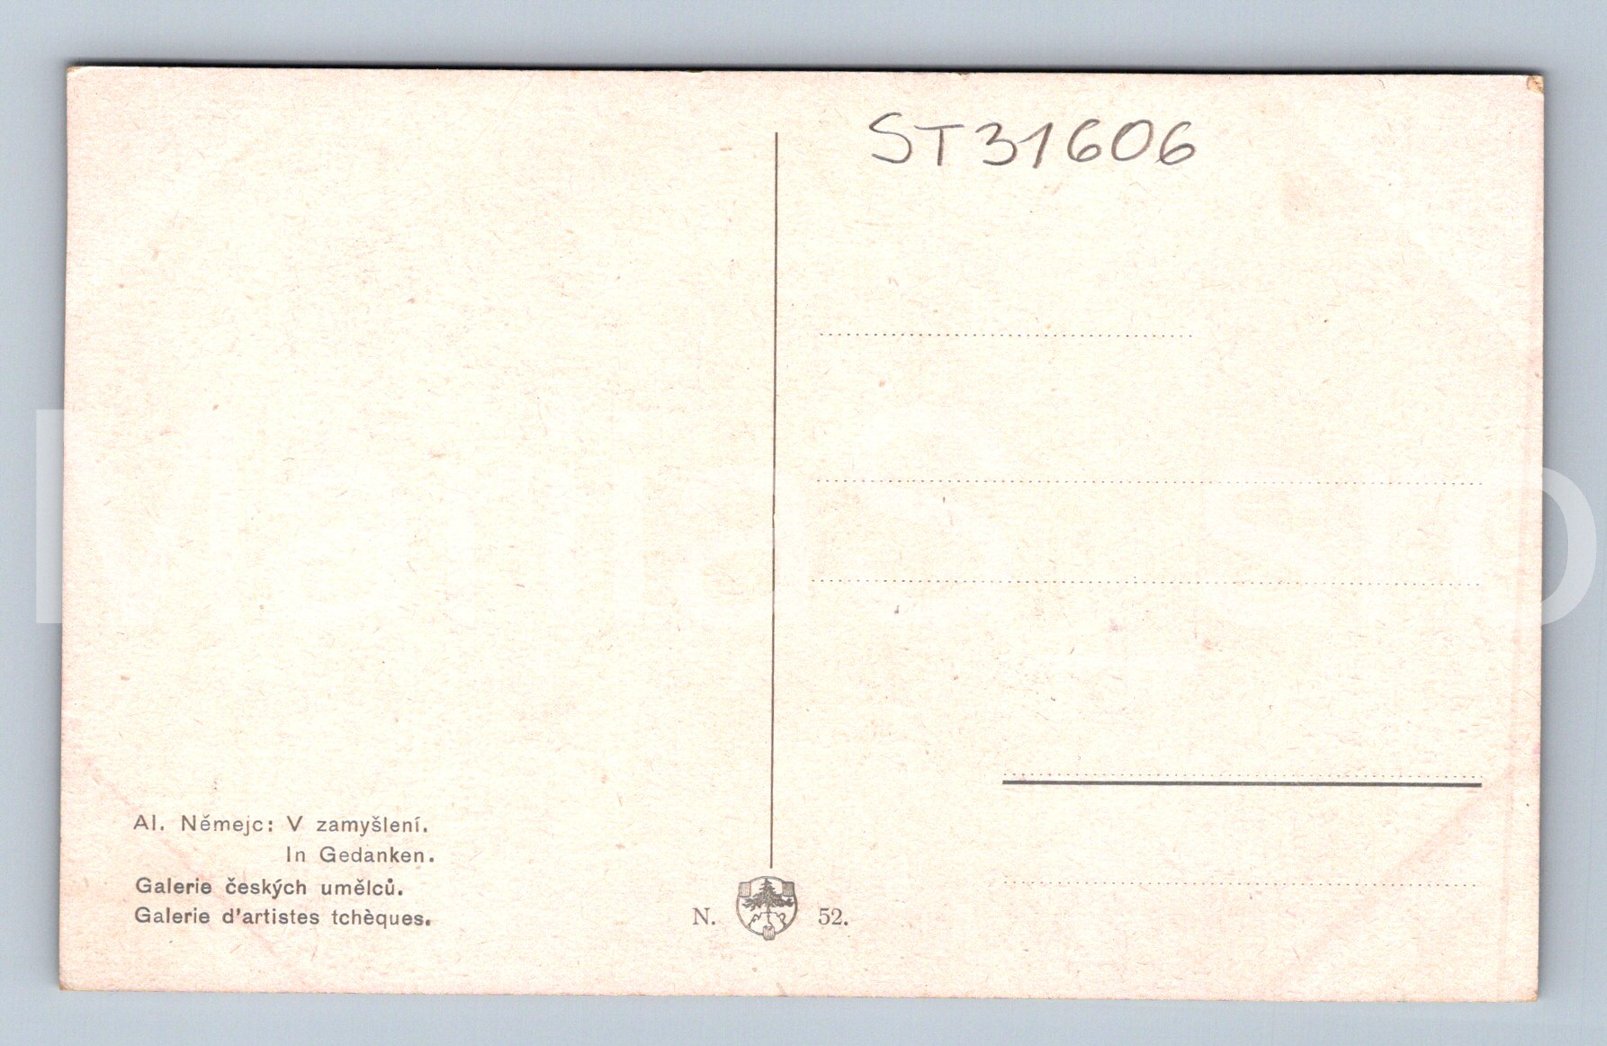 ST31606
Al. Němejc: V zamyšlení.
In Gedanken.
Galerie českých umělců.
Galerie d'artistes tchèques.
N. 52.